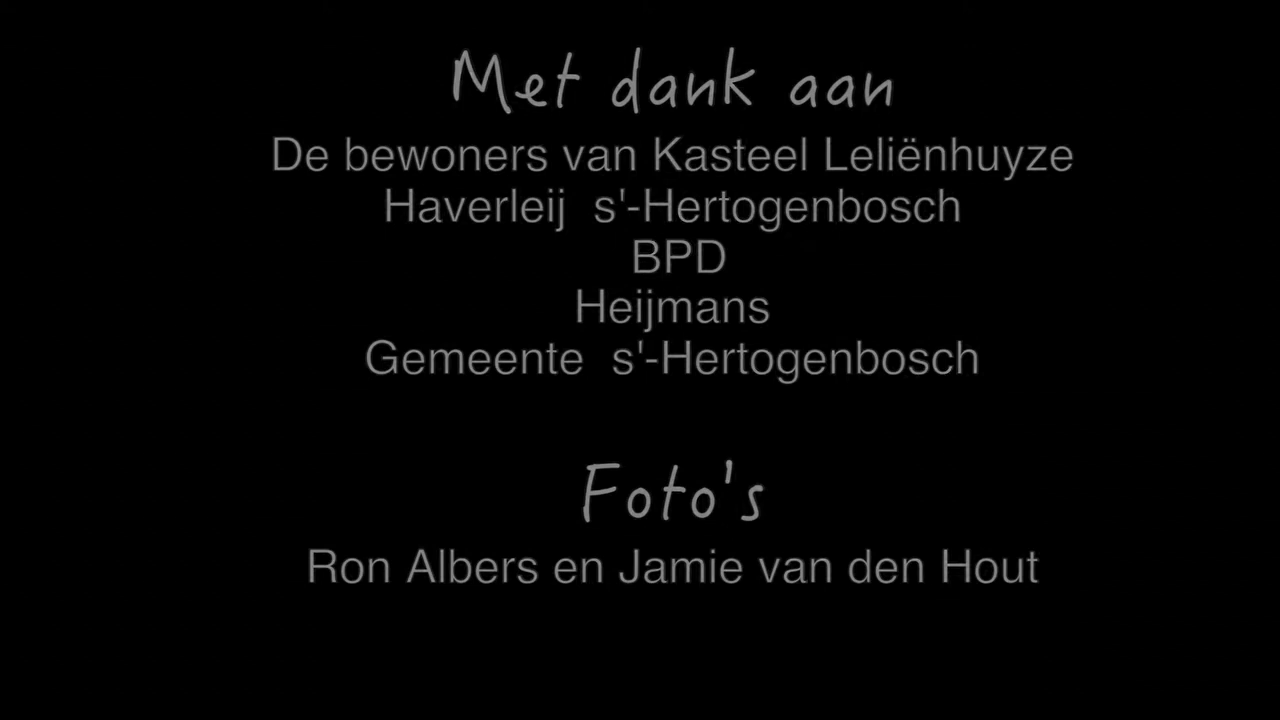 Met dank aan
De bewoners van Kasteel Leliënhuyze
Haverleij  s'-Hertogenbosch
BPD
Heijmans
Gemeente  s'-Hertogenbosch
Foto's
Ron Albers en Jamie van den Hout